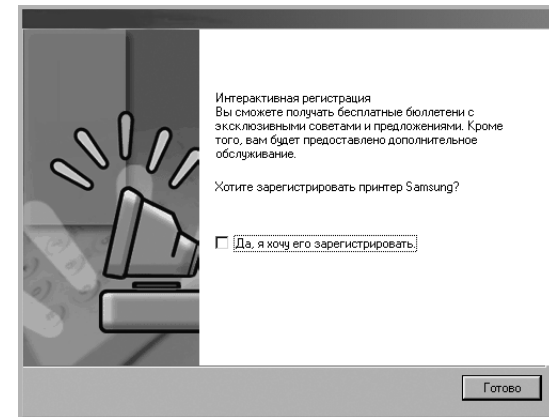 Интерактивная регистрация
Вы сможете получать бесплатные бюллетени с
эксклюзивными советами и предложениями. Кроме
того, вам будет предоставлено дополнительное
обслуживание.
Хотите зарегистрировать принтер Samsung?
Да, я хочу его зарегистрировать.
Готово